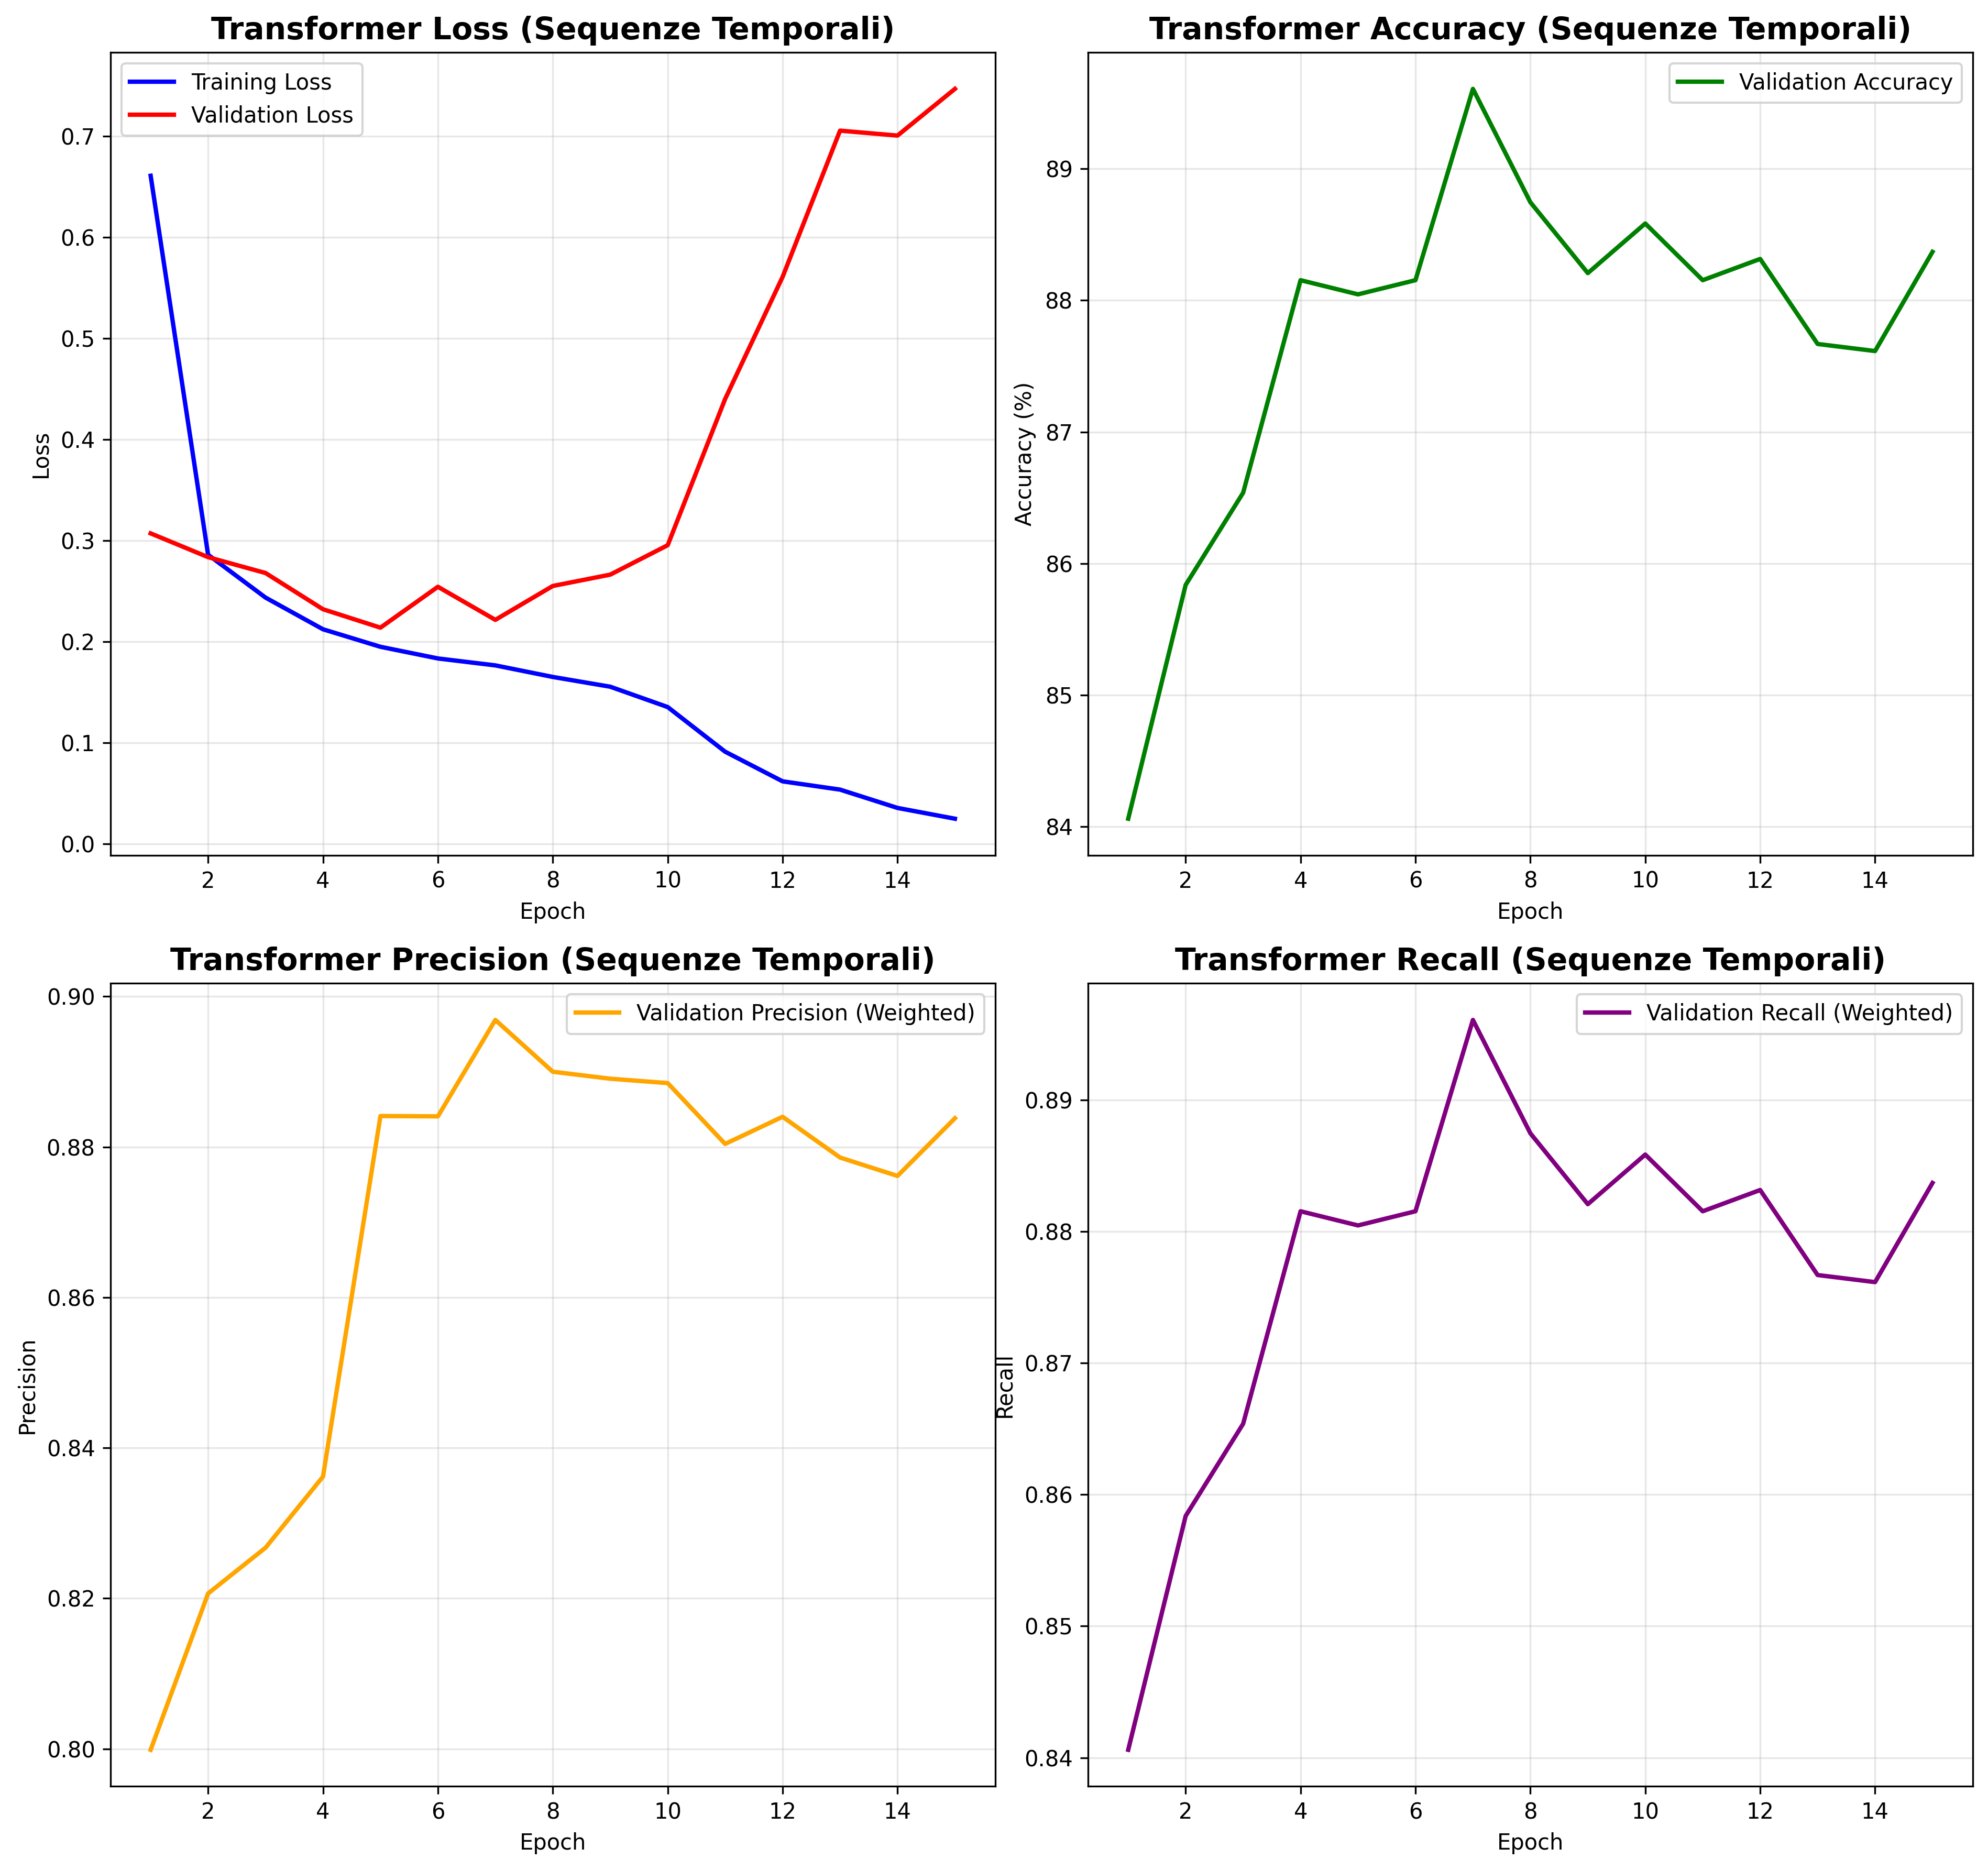 Transformer Loss (Sequenze Temporali)
Training Loss
Validation Loss
Loss
0.7
0.6
0.5
0.4
0.3
0.2
0.1
0.0
2 4 6 8 10 12 14
Epoch
Transformer Accuracy (Sequenze Temporali)
Validation Accuracy
Accuracy (%)
89
88
87
86
85
84
2 4 6 8 10 12 14
Epoch
Transformer Precision (Sequenze Temporali)
Validation Precision (Weighted)
Precision
0.90
0.88
0.86
0.84
0.82
0.80
2 4 6 8 10 12 14
Epoch
Transformer Recall (Sequenze Temporali)
Validation Recall (Weighted)
Recall
0.89
0.88
0.87
0.86
0.85
0.84
2 4 6 8 10 12 14
Epoch